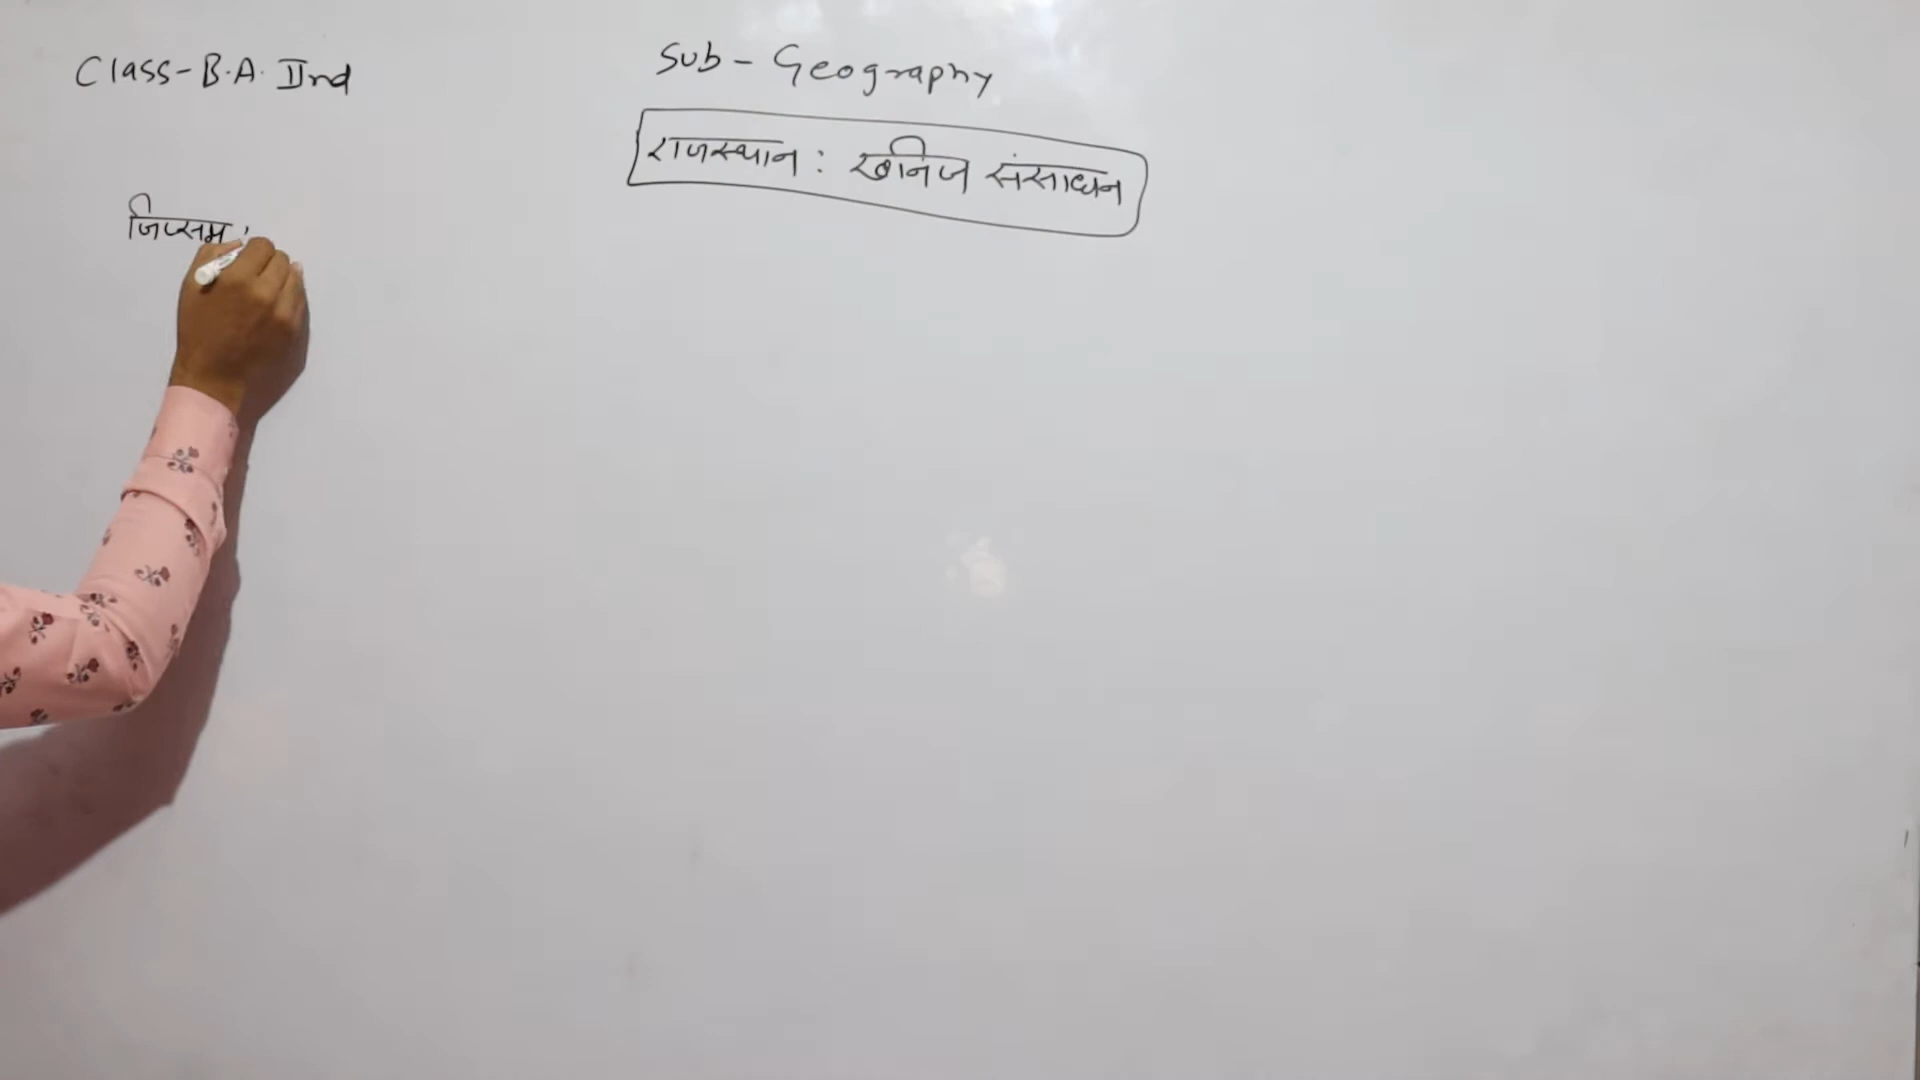 Class-B.A. IInd
Sub - Geography
राजस्थान : खनिज संसाधन
जिप्सम :